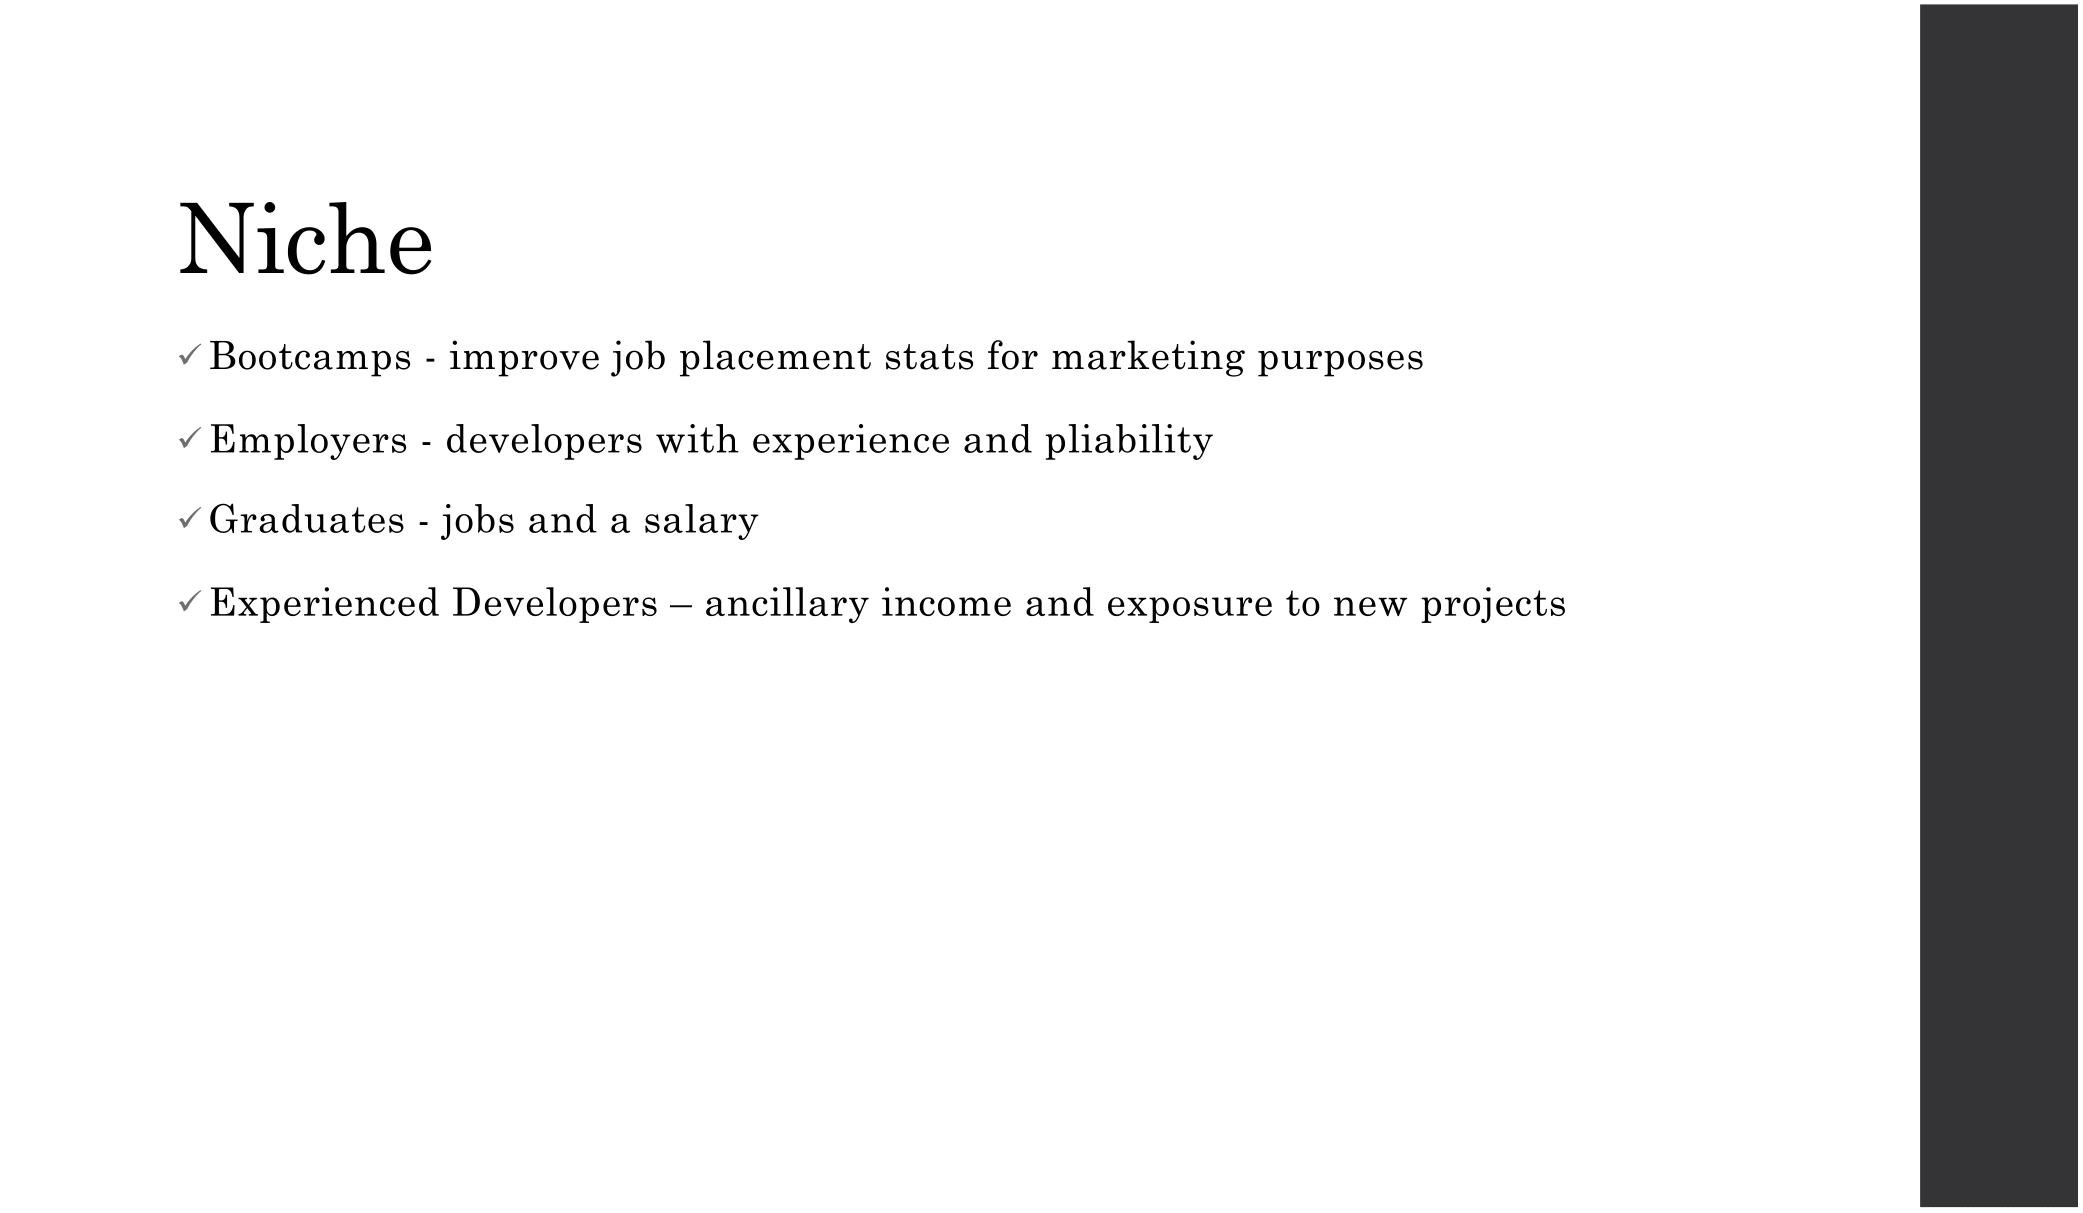 Niche
✓Bootcamps - improve job placement stats for marketing purposes
✓Employers - developers with experience and pliability
✓Graduates - jobs and a salary
✓Experienced Developers – ancillary income and exposure to new projects